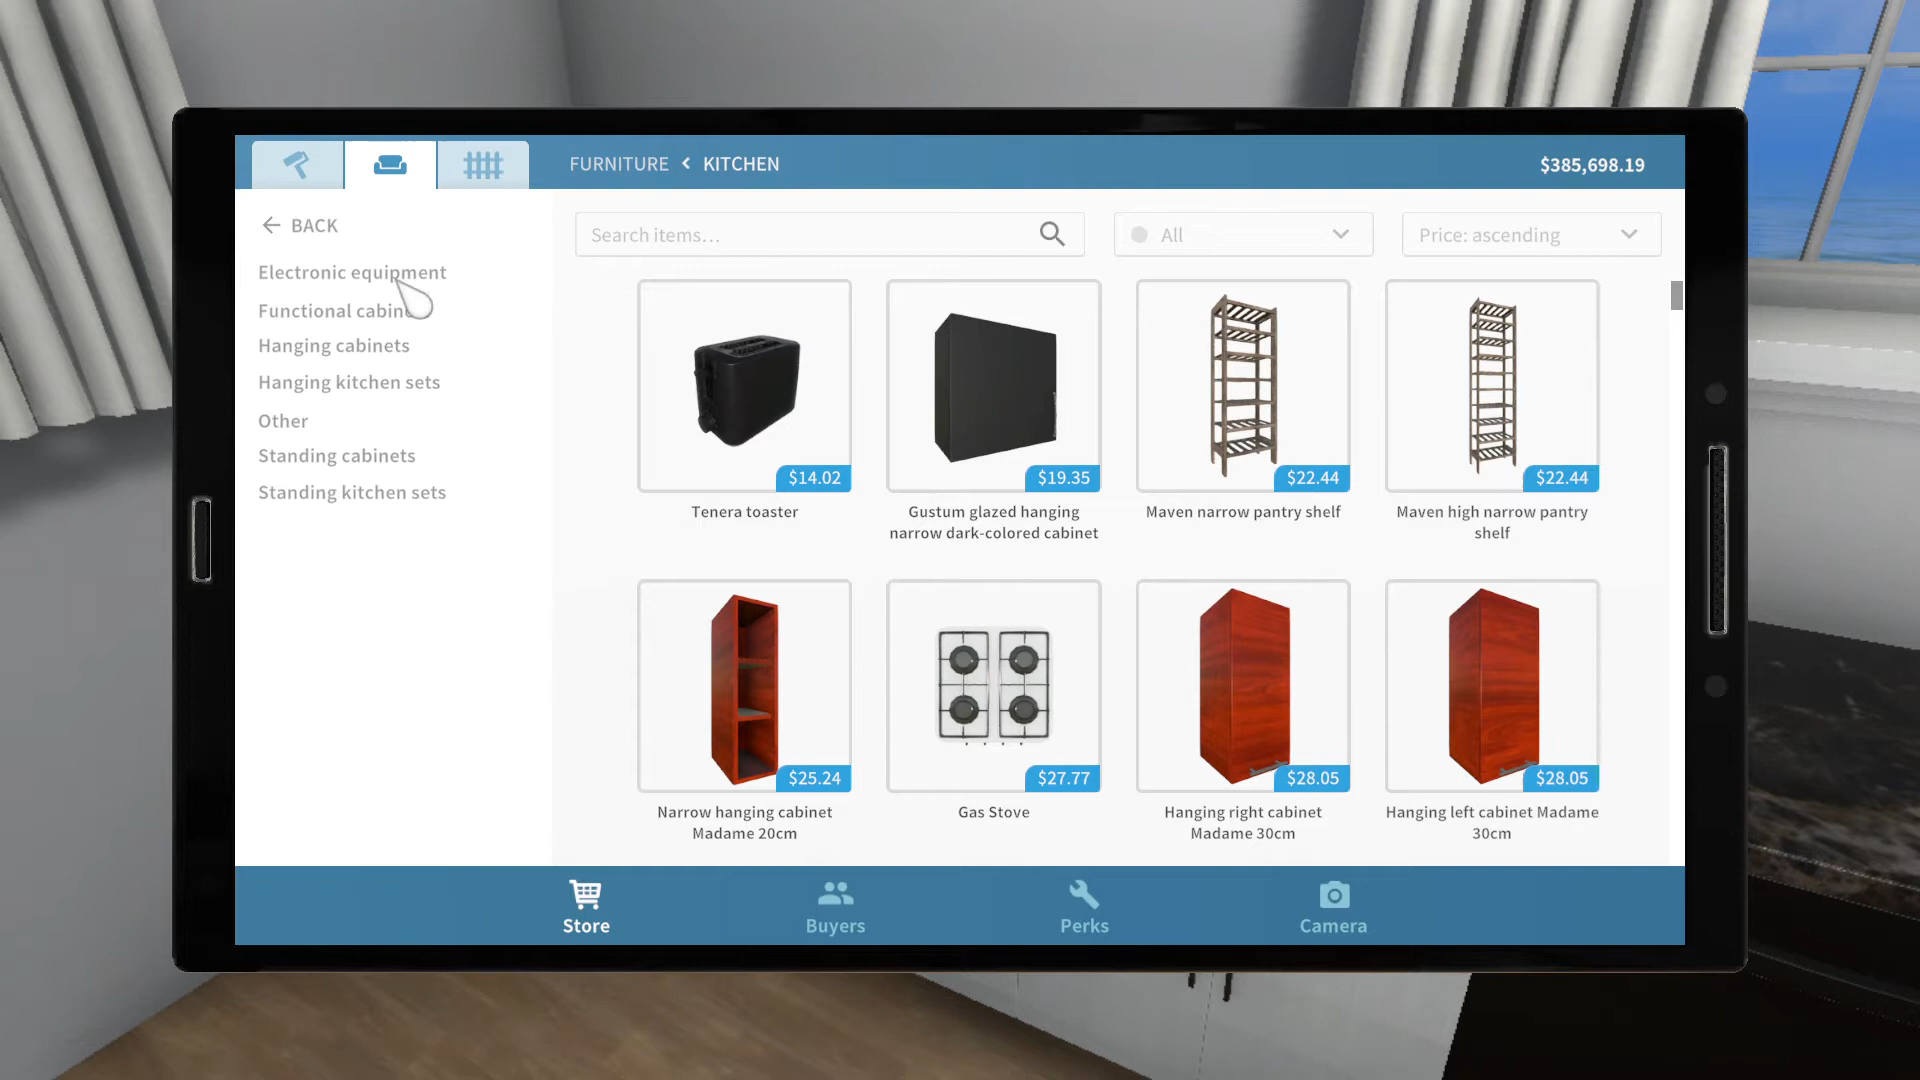 FURNITURE < KITCHEN
$385,698.19
BACK
Electronic equipment
Functional cabine
Hanging cabinets
Hanging kitchen sets
Other
Standing cabinets
Standing kitchen sets
Search items...
All
Price: ascending
$14.02
$19.35
$22.44
$22.44
Tenera toaster
Gustum glazed hanging
narrow dark-colored cabinet
Maven narrow pantry shelf
Maven high narrow pantry
shelf
$25.24
$27.77
$28.05
$28.05
Narrow hanging cabinet
Madame 20cm
Gas Stove
Hanging right cabinet
Madame 30cm
Hanging left cabinet Madame
30cm
Store
Buyers
Perks
Camera